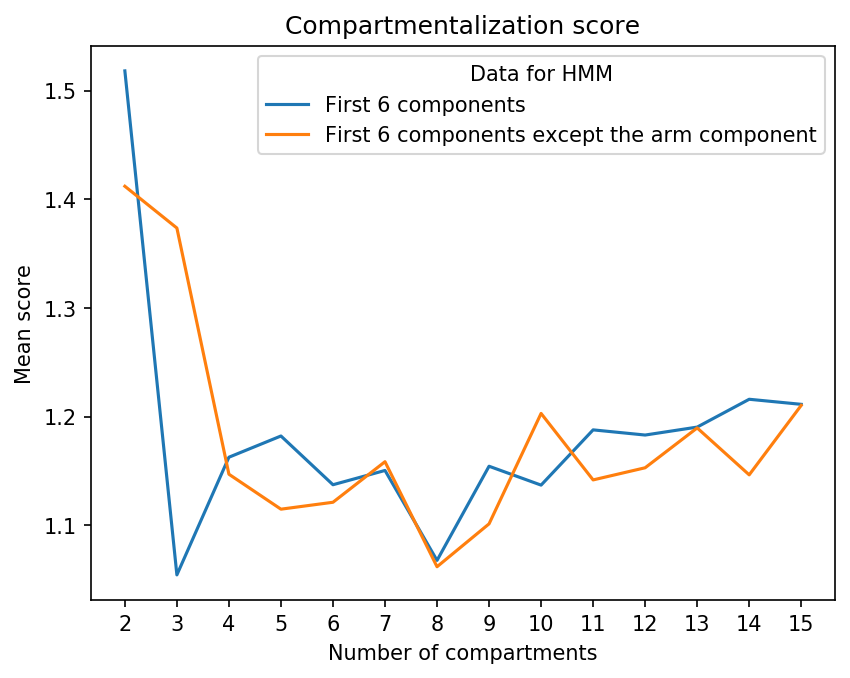 Compartmentalization score
Data for HMM
First 6 components
First 6 components except the arm component
Mean score
1.5
1.4
1.3
1.2
1.1
2 3 4 5 6 7 8 9 10 11 12 13 14 15
Number of compartments